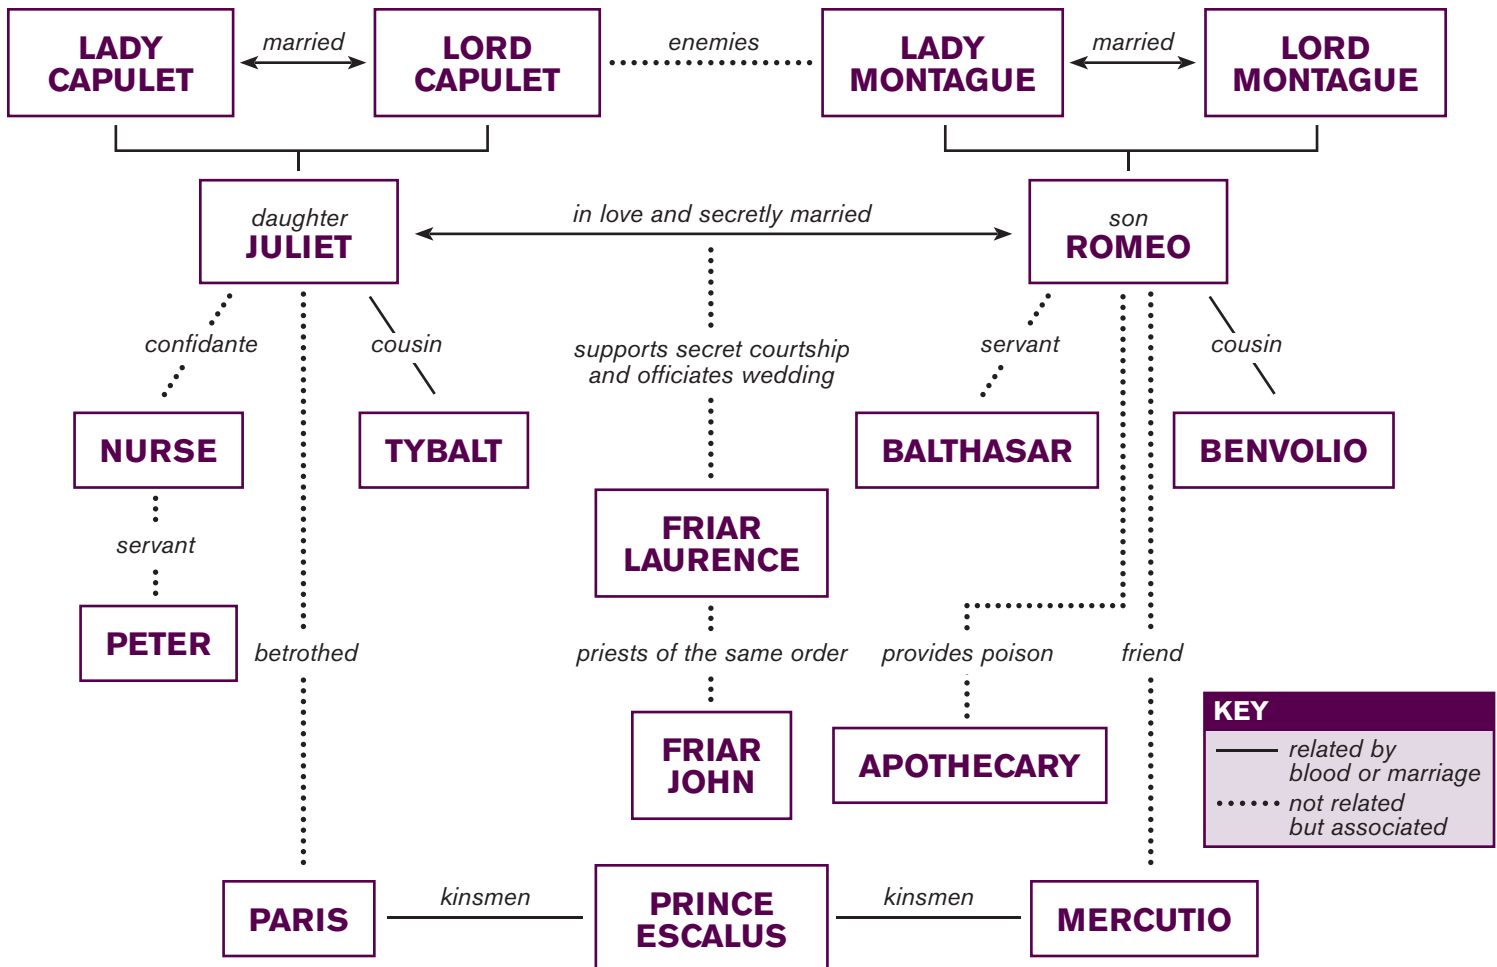 LADY
CAPULET
married
LORD
CAPULET
enemies
LADY
MONTAGUE
married
LORD
MONTAGUE
daughter
JULIET
in love and secretly married
son
ROMEO
confidante
cousin
supports secret courtship
and officiates wedding
servant
cousin
NURSE
TYBALT
BALTHASAR
BENVOLIO
servant
FRIAR
LAURENCE
PETER
betrothed
priests of the same order
provides poison
friend
FRIAR
JOHN
APOTHECARY
KEY
related by
blood or marriage
not related
but associated
PARIS
kinsmen
PRINCE
ESCALUS
kinsmen
MERCUTIO